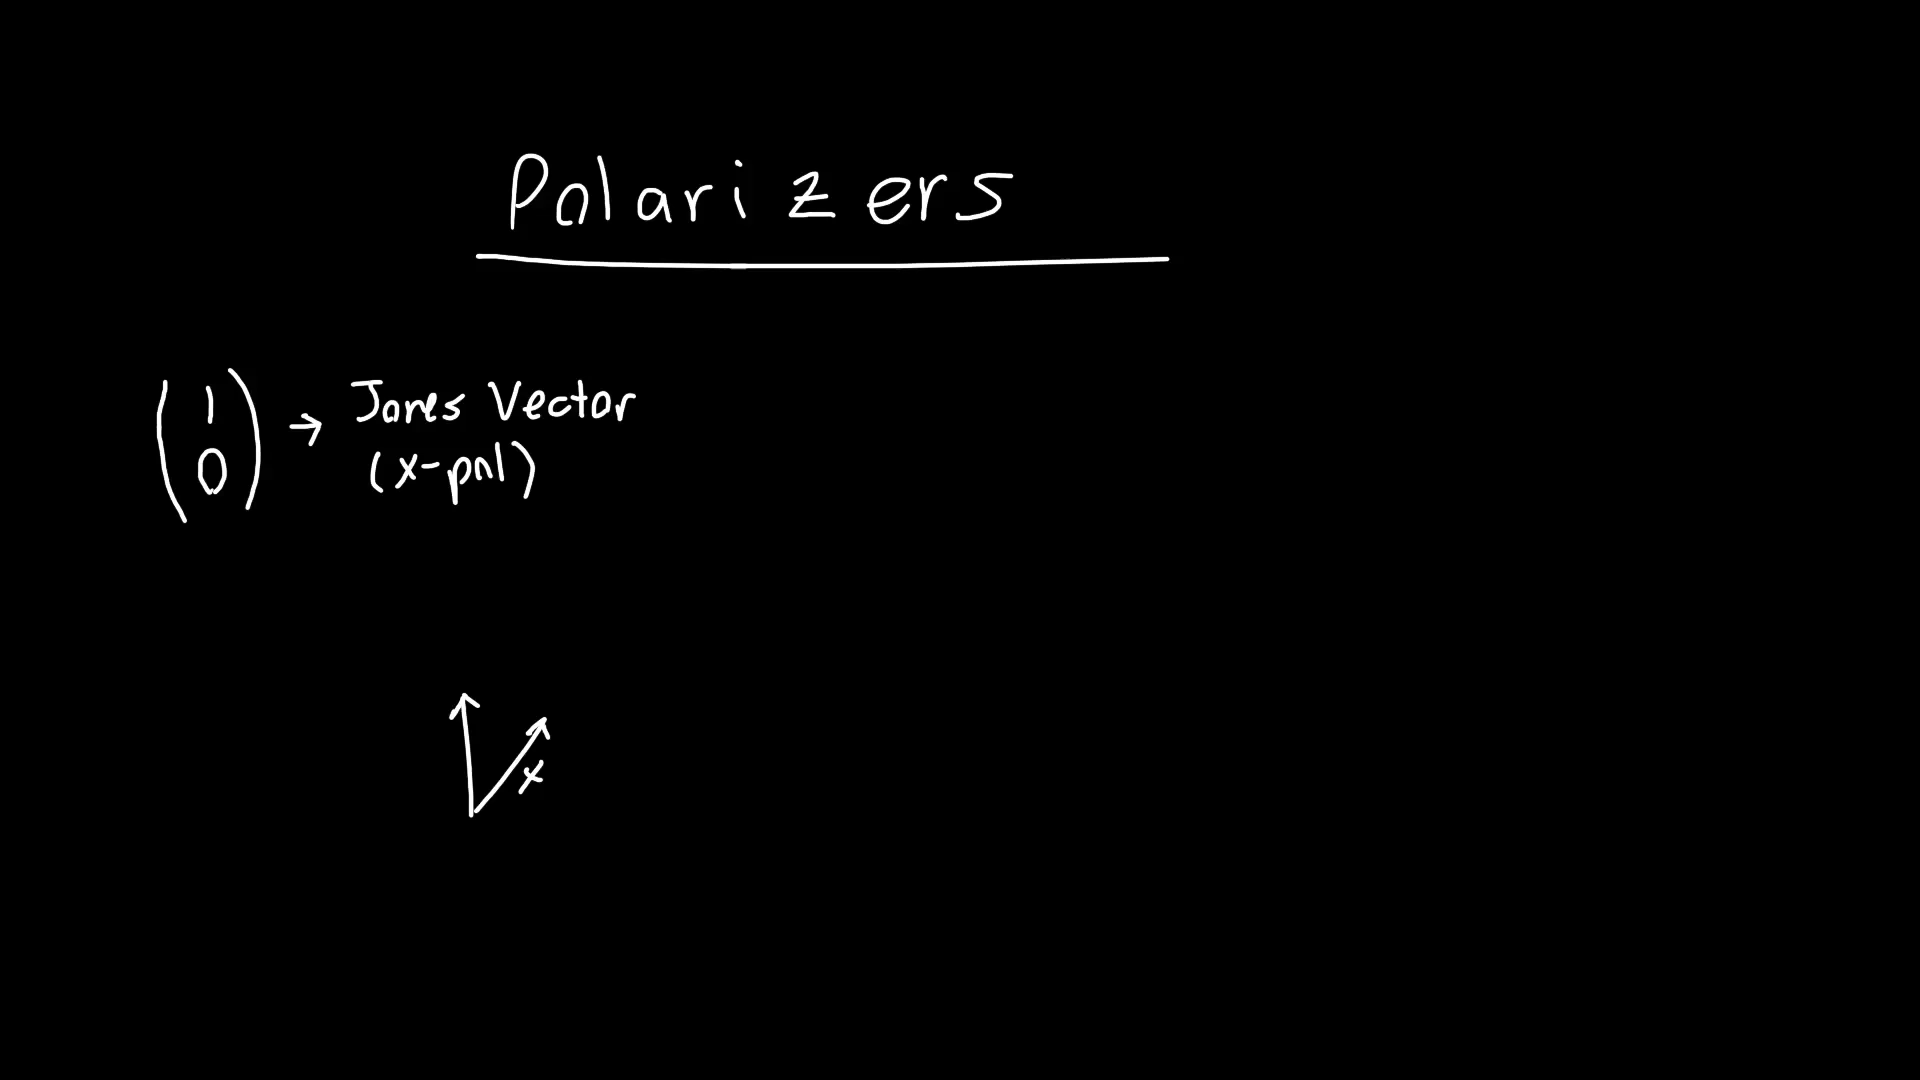 Polarizers
(1
0) → Jones Vector
(x-pol)
x